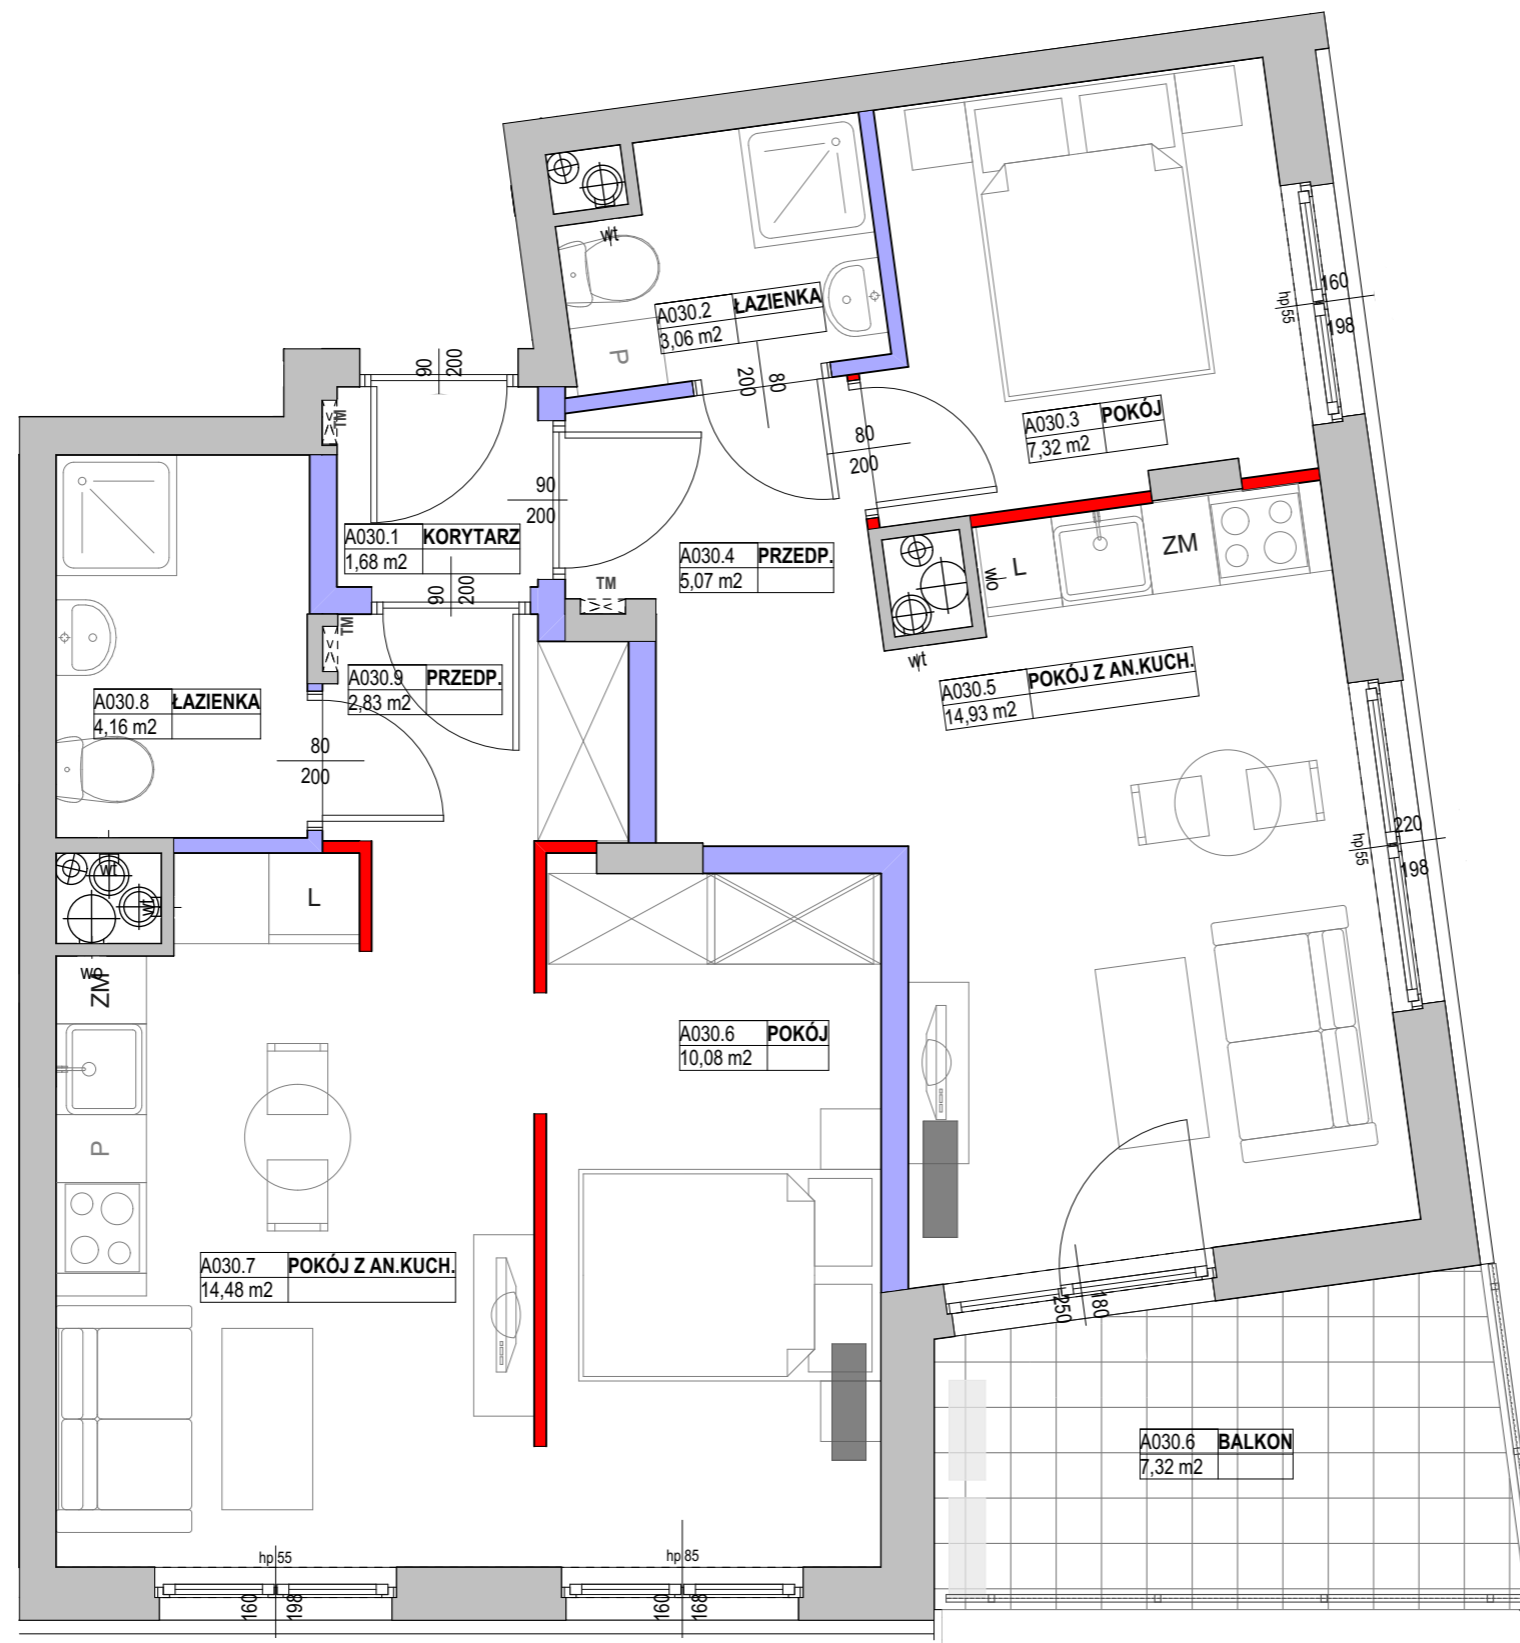 wt
A030.2 ŁAZIENKA
3,06 m2
P
200
80
160
198
hp 55
A030.3 POKÓJ
7,32 m2
90
200
TM
80
200
90
200
A030.1 KORYTARZ
1,68 m2
90
200
TM
A030.4 PRZEDP.
5,07 m2
wo
L
ZM
wt
TM
A030.5 POKÓJ Z AN.KUCH.
14,93 m2
A030.9 PRZEDP.
2,83 m2
A030.8 ŁAZIENKA
4,16 m2
80
200
220
198
hp 55
wt
wt
L
wo
ZM
A030.6 POKÓJ
10,08 m2
P
A030.7 POKÓJ Z AN.KUCH.
14,48 m2
250
180
A030.6 BALKON
7,32 m2
hp 55
160
198
hp 85
160
168